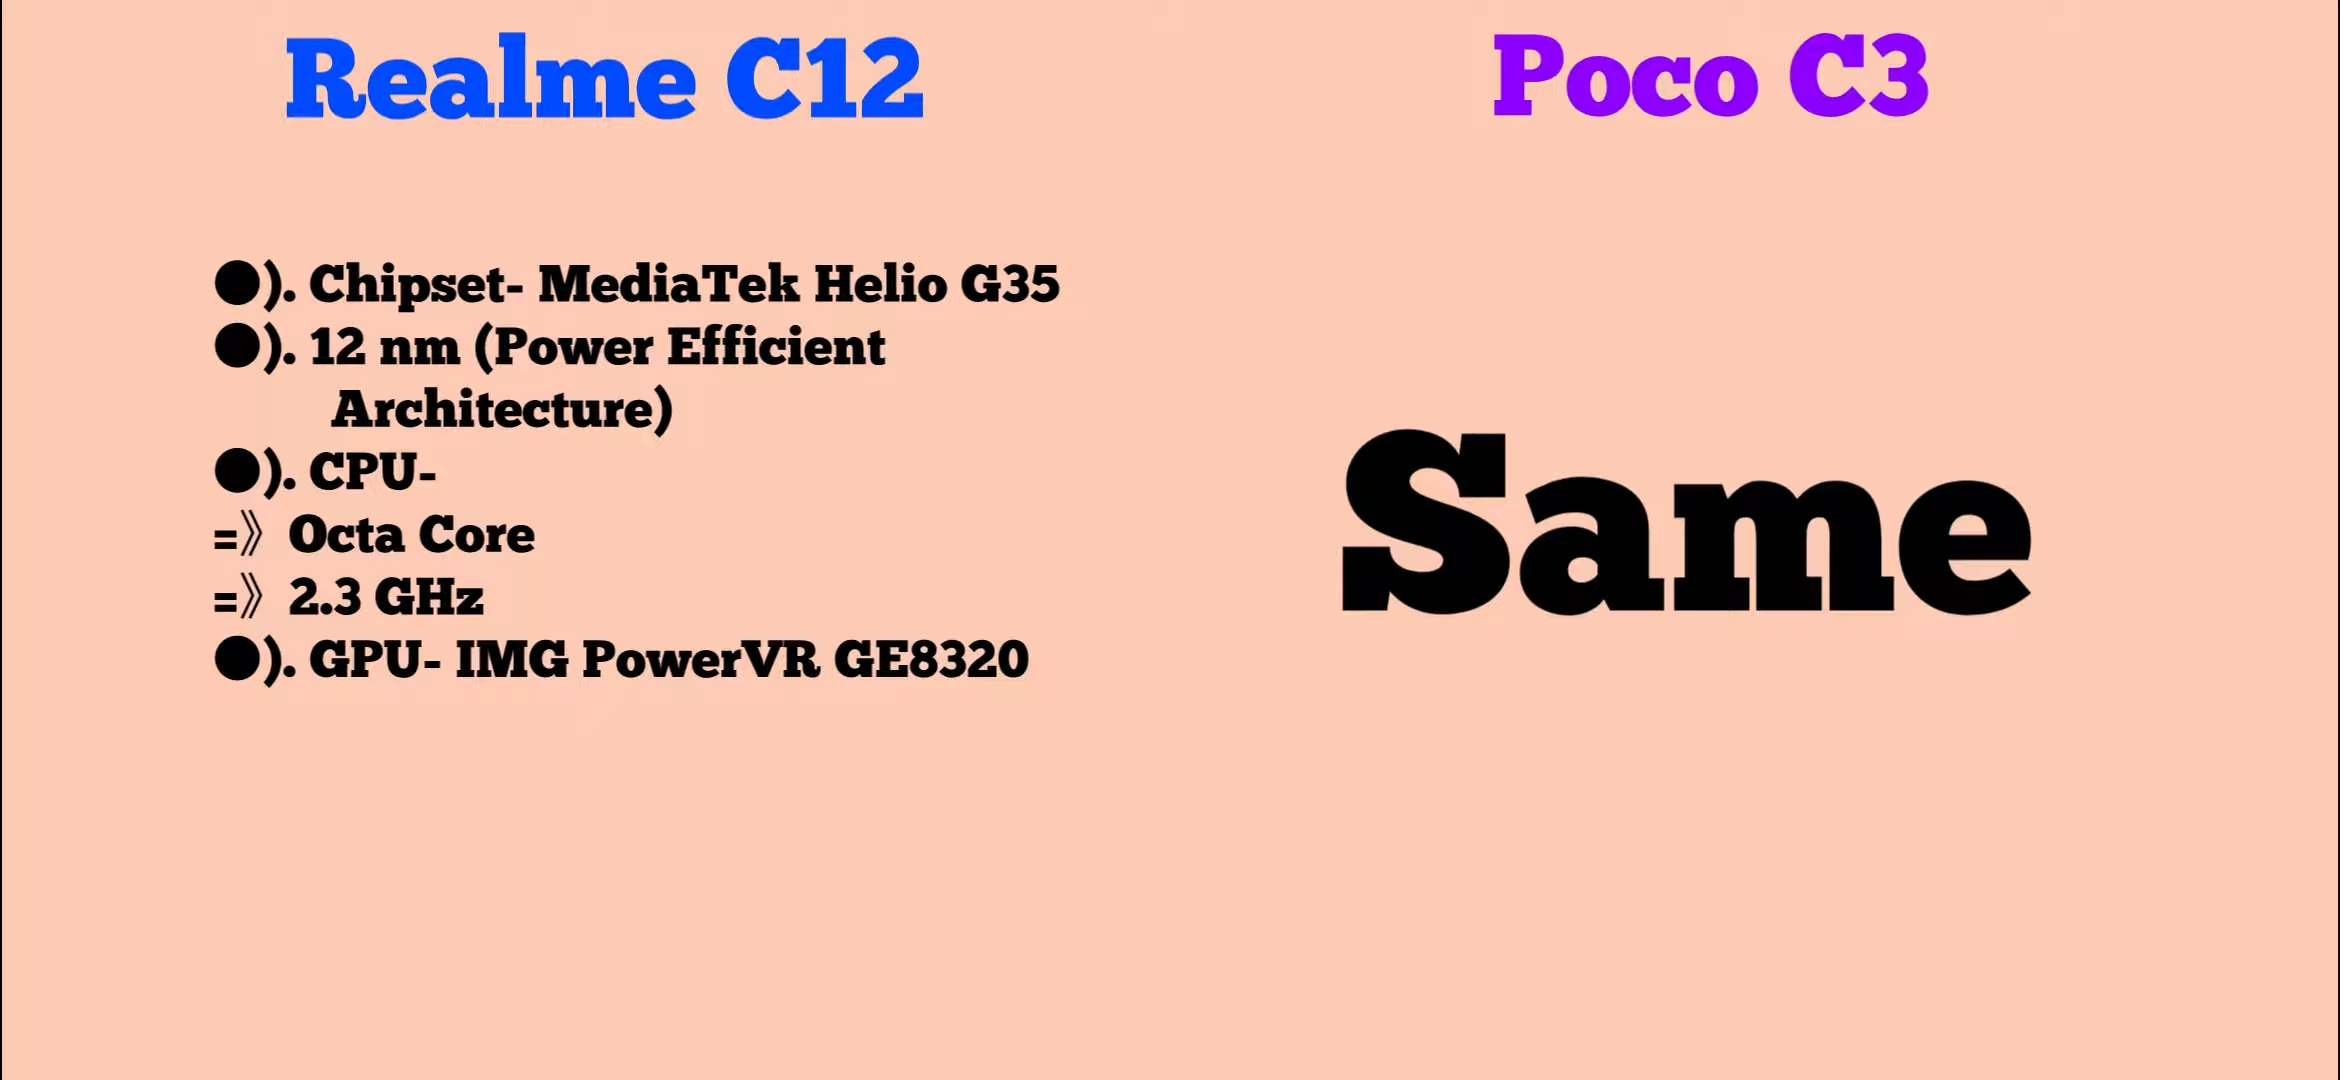 Realme C12
Poco C3
●). Chipset- MediaTek Helio G35
●). 12 nm (Power Efficient
Architecture)
●). CPU-
=》Octa Core
=》2.3 GHz
●). GPU- IMG PowerVR GE8320
Same